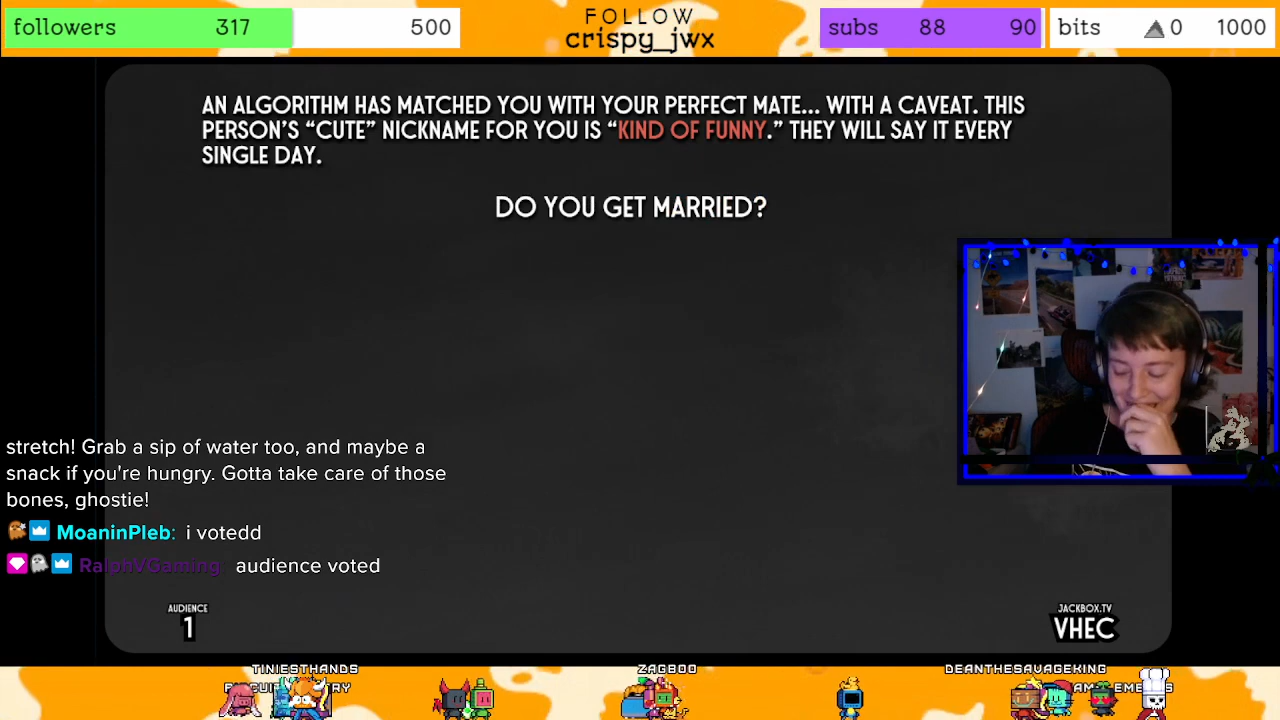 followers 317 500
FOLLOW
crispy_jwx
subs 88 90
bits 0 1000
AN ALGORITHM HAS MATCHED YOU WITH YOUR PERFECT MATE... WITH A CAVEAT. THIS
PERSON'S “CUTE” NICKNAME FOR YOU IS “KIND OF FUNNY.” THEY WILL SAY IT EVERY
SINGLE DAY.
DO YOU GET MARRIED?
stretch! Grab a sip of water too, and maybe a
snack if you're hungry. Gotta take care of those
bones, ghostie!
MoaninPleb: i votedd
RalphVGaming: audience voted
AUDIENCE
1
JACKBOX.TV
VHEC
TINIESTHANDS
ZAGBOO
DEANTHESAVAGEKING